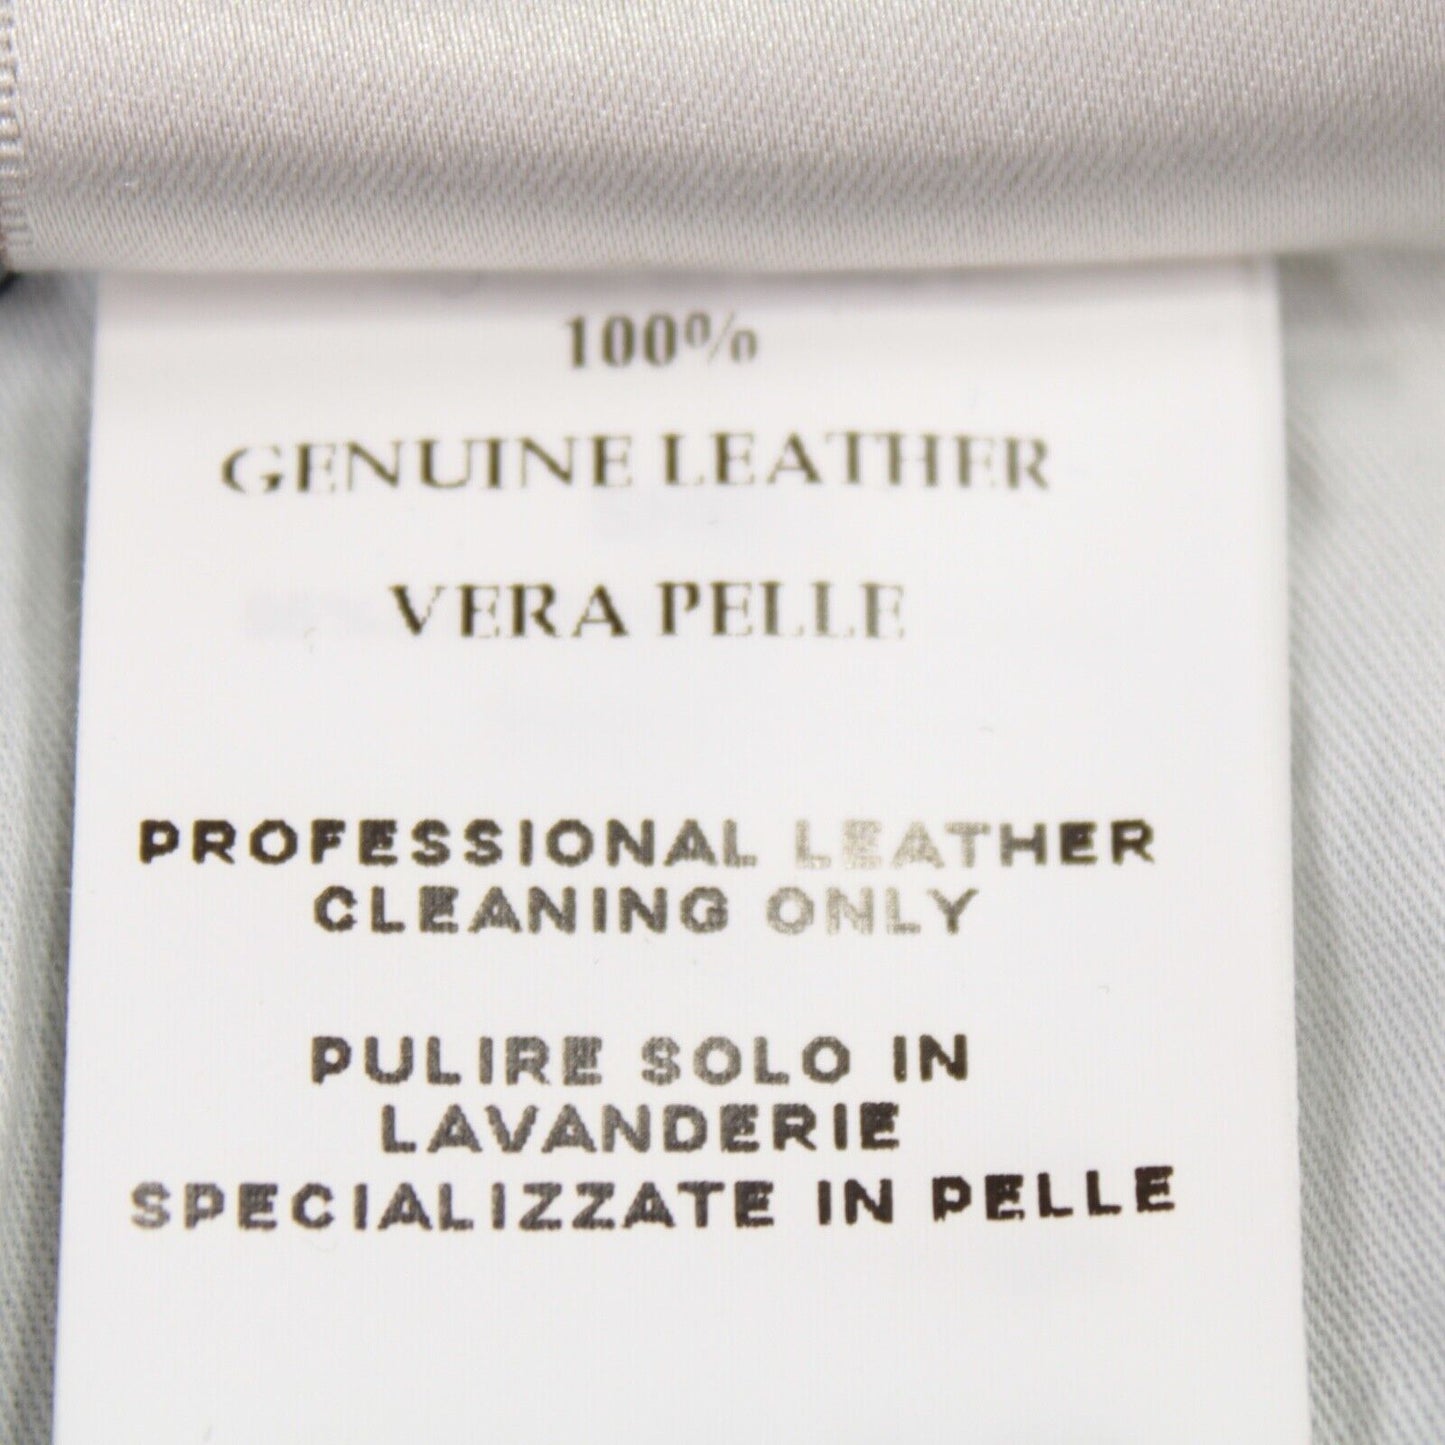 100%
GENUINE LEATHER
VERA PELLE
PROFESSIONAL LEATHER
CLEANING ONLY
PULIRE SOLO IN
LAVANDERIE
SPECIALIZZATE IN PELLE